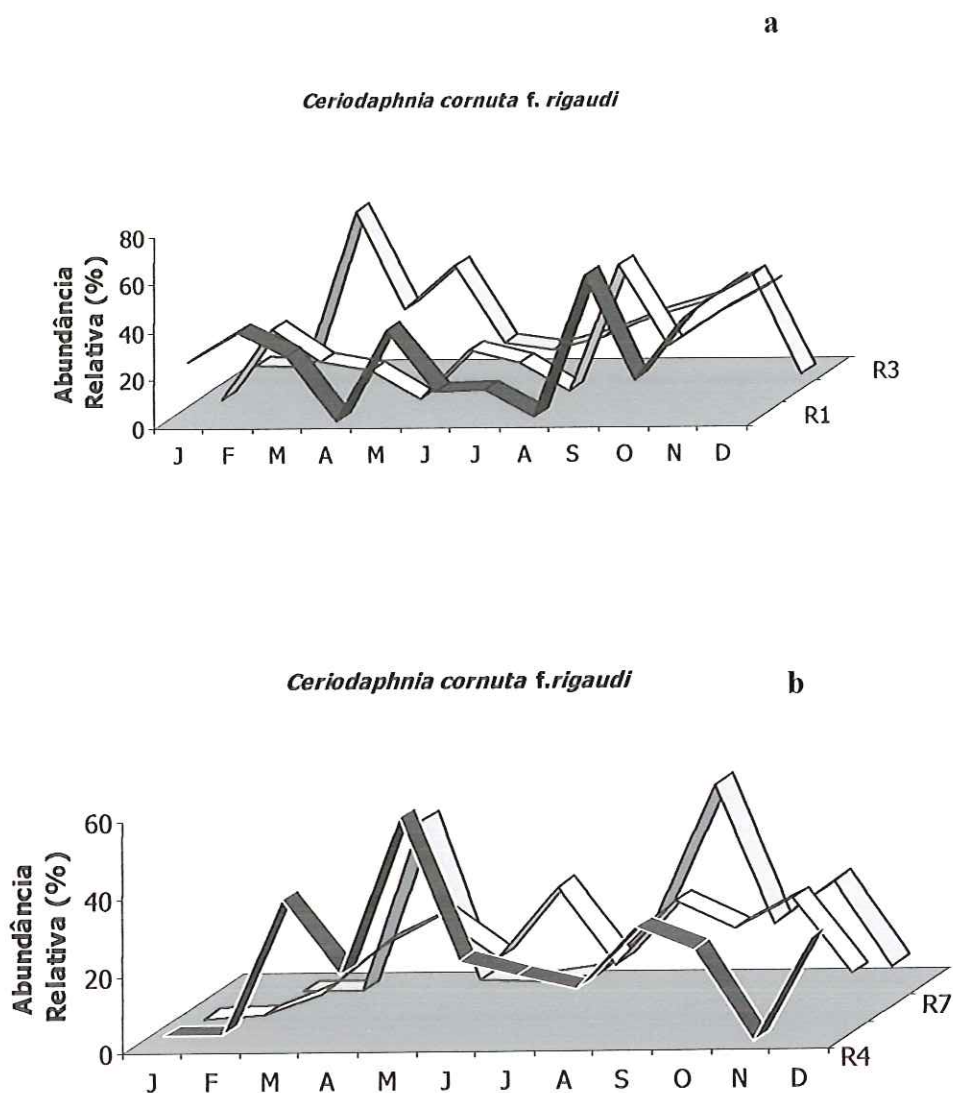 a
Ceriodaphnia cornuta f. rigaudi
Abundância
Relativa (%)
80
60
40
20
0
J F M A M J J A S O N D
R3
R1
Ceriodaphnia cornuta f.rigaudi
b
Abundância
Relativa (%)
60
40
20
0
J F M A M J J A S O N D
R7
R4